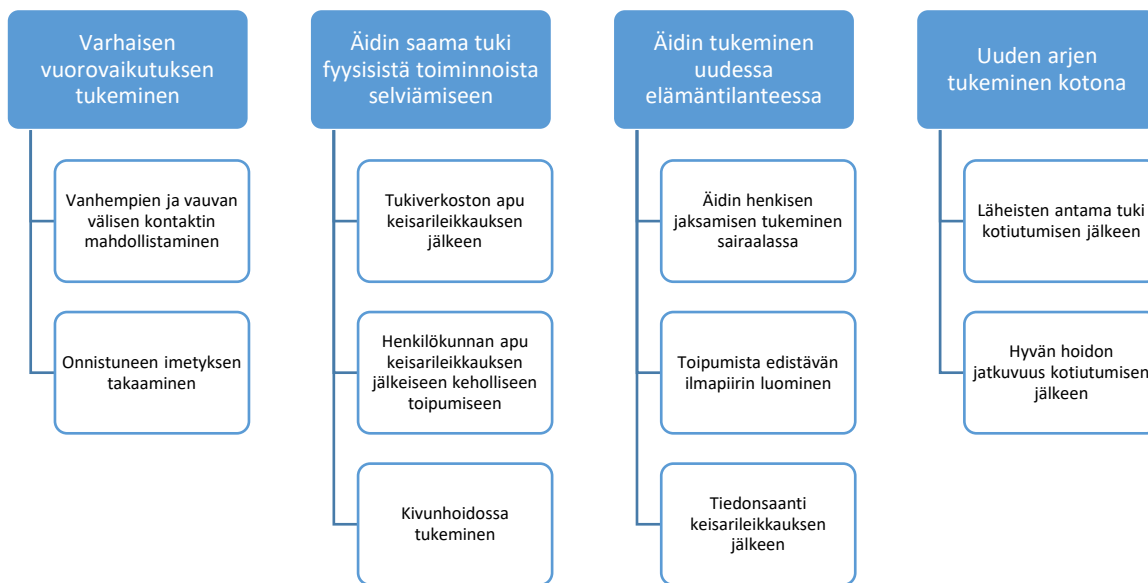 Varhaisen
vuorovaikutuksen
tukeminen
Vanhempien ja vauvan
välisen kontaktin
mahdollistaminen
Onnistuneen imetyksen
takaaminen
Äidin saama tuki
fyysisistä toiminnoista
selviämiseen
Tukiverkoston apu
keisarileikkauksen
jälkeen
Henkilökunnan apu
keisarileikkauksen
jälkeiseen keholliseen
toipumiseen
Kivunhoidossa
tukeminen
Äidin tukeminen
uudessa
elämäntilanteessa
Äidin henkisen
jaksamisen tukeminen
sairaalassa
Toipumista edistävän
ilmapiirin luominen
Tiedonsaanti
keisarileikkauksen
jälkeen
Uuden arjen
tukeminen kotona
Läheisten antama tuki
kotiutumisen jälkeen
Hyvän hoidon
jatkuvuus kotiutumisen
jälkeen